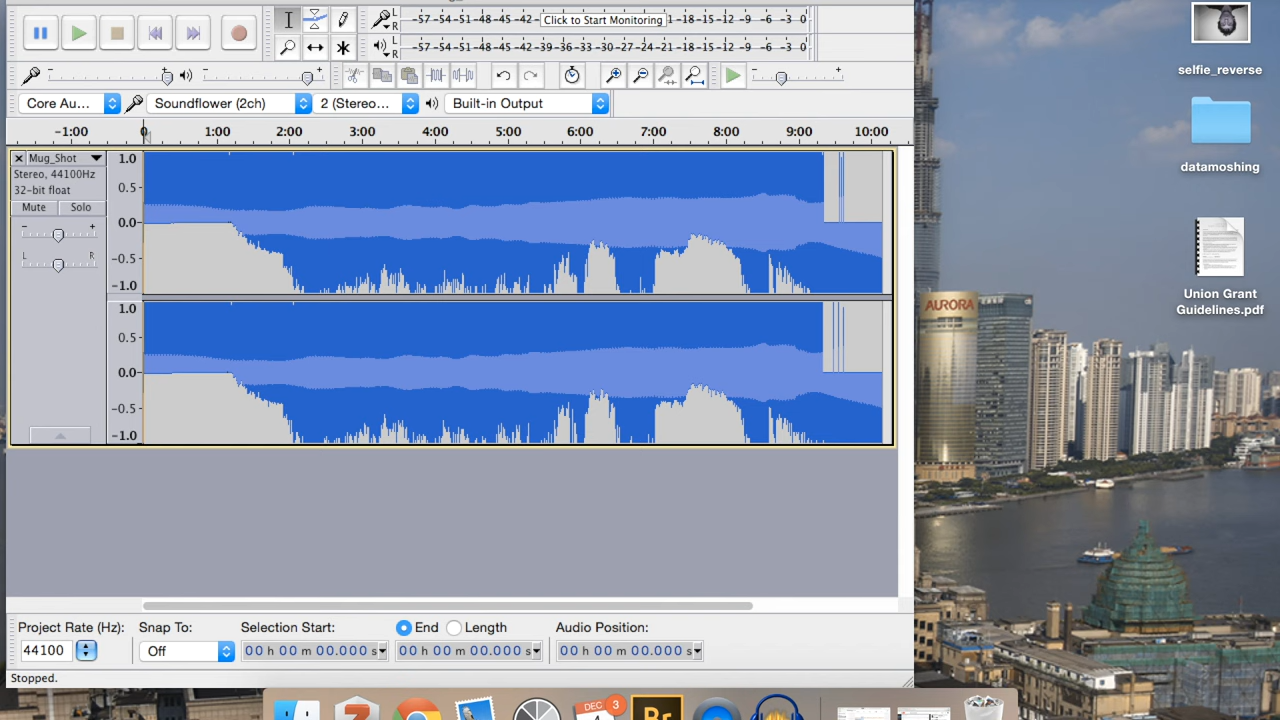 L -57 -54 -51-48-45-42- Click to Start Monitoring 1 -18-15-12 -9 -6 -3 0
L -57 -54 -51-48-45-42-39-36-33-30-27-24-21-18-15-12 -9 -6 -3 0
- + - + - +
Core Au... Soundflower (2ch) 2 (Stereo... Built-in Output
-1:00 0 1:00 2:00 3:00 4:00 5:00 6:00 7:00 8:00 9:00 10:00
Mug_Shot
Stereo, 44100Hz
32-bit float
Mute Solo
- +
L R
1.0
0.5-
0.0-
-0.5-
-1.0
1.0
0.5-
0.0-
-0.5-
-1.0
Project Rate (Hz): Snap To: Selection Start: End Length Audio Position:
44100 Off 00 h 00 m 00.000 s 00 h 00 m 00.000 s 00 h 00 m 00.000 s
Stopped.
selfie_reverse
datamoshing
Union Grant
Guidelines.pdf
AURORA
DEC 3
4
Br